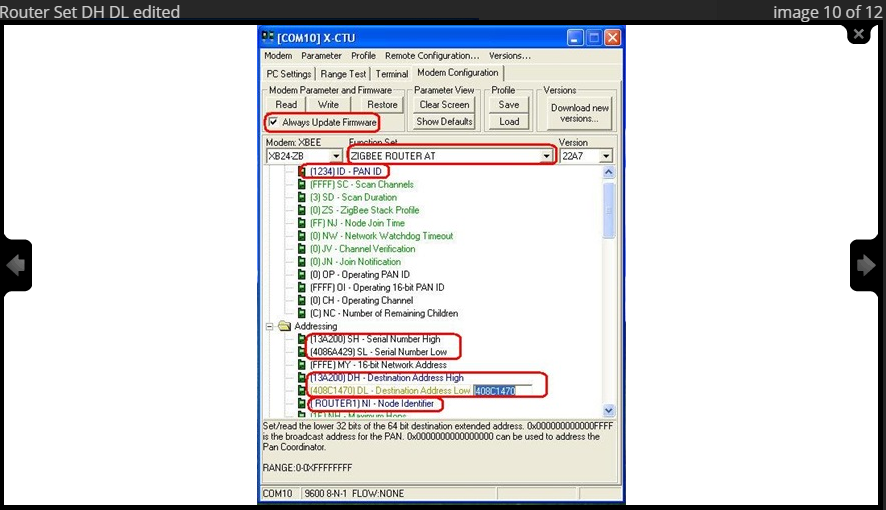 Router Set DH DL edited
image 10 of 12
[COM10] X-CTU
Modem Parameter Profile Remote Configuration... Versions...
PC Settings Range Test Terminal Modem Configuration
Modem Parameter and Firmware Parameter View Profile Versions
Read Write Restore Clear Screen Save Download new versions...
Always Update Firmware Show Defaults Load
Modem: XBEE Function Set Version
XB24-ZB ZIGBEE ROUTER AT 22A7
(1234) ID - PAN ID
(FFFF) SC - Scan Channels
(3) SD - Scan Duration
(0) ZS - ZigBee Stack Profile
(FF) NJ - Node Join Time
(0) NW - Network Watchdog Timeout
(0) JV - Channel Verification
(0) JN - Join Notification
(0) OP - Operating PAN ID
(FFFF) OI - Operating 16-bit PAN ID
(0) CH - Operating Channel
(C) NC - Number of Remaining Children
Addressing
(13A200) SH - Serial Number High
(4086A429) SL - Serial Number Low
(FFFE) MY - 16-bit Network Address
(13A200) DH - Destination Address High
(408C1470) DL - Destination Address Low 408C1470
( ROUTER1) NI - Node Identifier
(1E) NH - Maximum Hops
Set/read the lower 32 bits of the 64 bit destination extended address. 0x000000000000FFFF
is the broadcast address for the PAN. 0x0000000000000000 can be used to address the
Pan Coordinator.
RANGE:0-0XFFFFFFFF
COM10 9600 8-N-1 FLOW:NONE